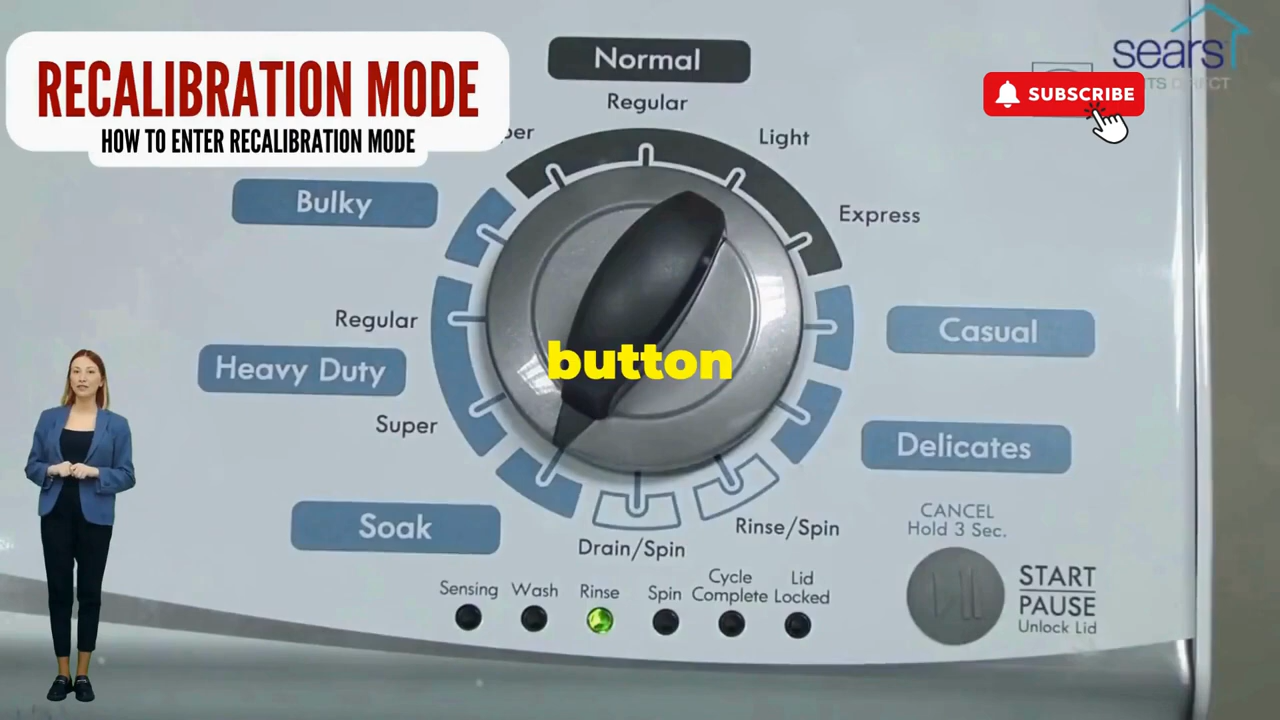 sears
RECALIBRATION MODE
HOW TO ENTER RECALIBRATION MODE
SUBSCRIBE
DIRECT
Normal
Regular
Light
Express
Bulky
Regular
Heavy Duty
Super
Casual
button
Delicates
Soak
Drain/Spin
Rinse/Spin
CANCEL
Hold 3 Sec.
START
PAUSE
Unlock Lid
Sensing
Wash
Rinse
Spin
Cycle
Complete
Lid
Locked